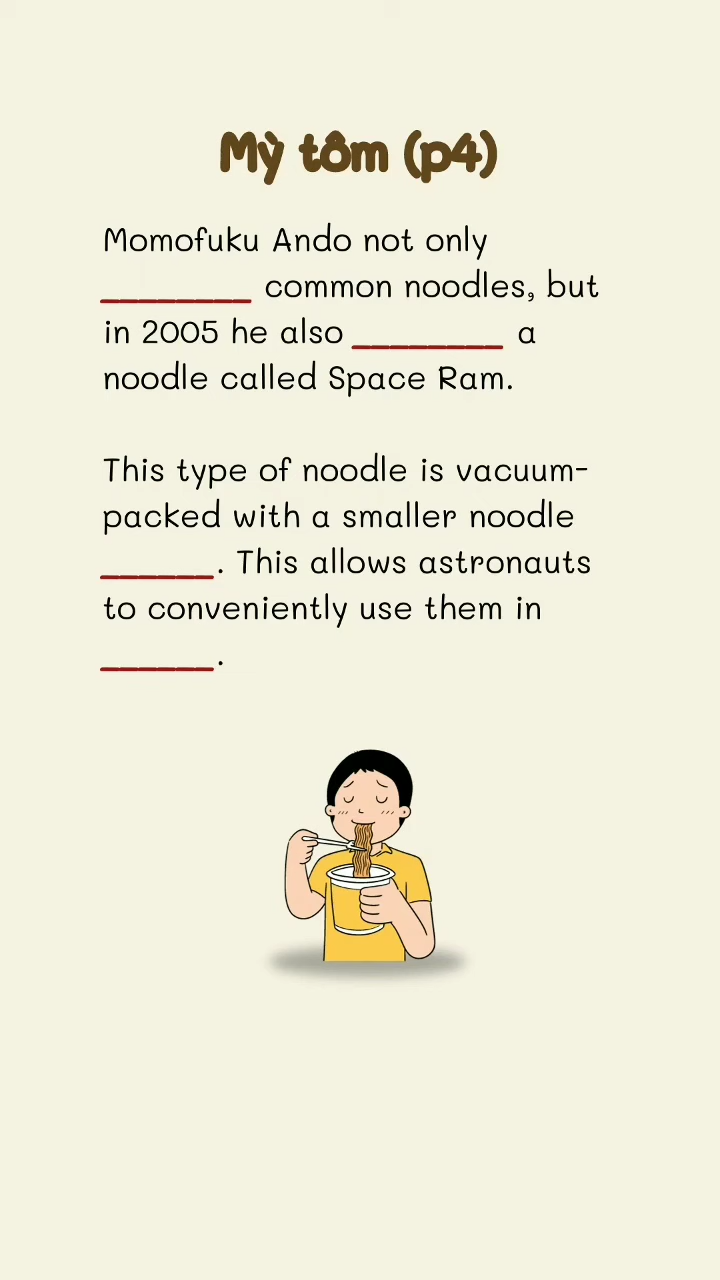 Mỳ tôm (p4)
Momofuku Ando not only
________ common noodles, but
in 2005 he also ________ a
noodle called Space Ram.
This type of noodle is vacuum-
packed with a smaller noodle
______. This allows astronauts
to conveniently use them in
______.